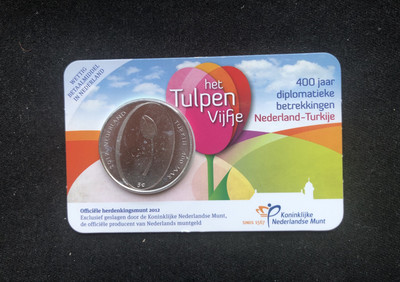 WETTIG
BETAALMIDDEL
IN NEDERLAND
het
Tulpen
Vijfje
400 jaar
diplomatieke
betrekkingen
Nederland-Turkije
Officiële herdenkingsmunt 2012
Exclusief geslagen door de Koninklijke Nederlandse Munt,
de officiële producent van Nederlands muntgeld
SINDS 1567
Koninklijke
Nederlandse Munt